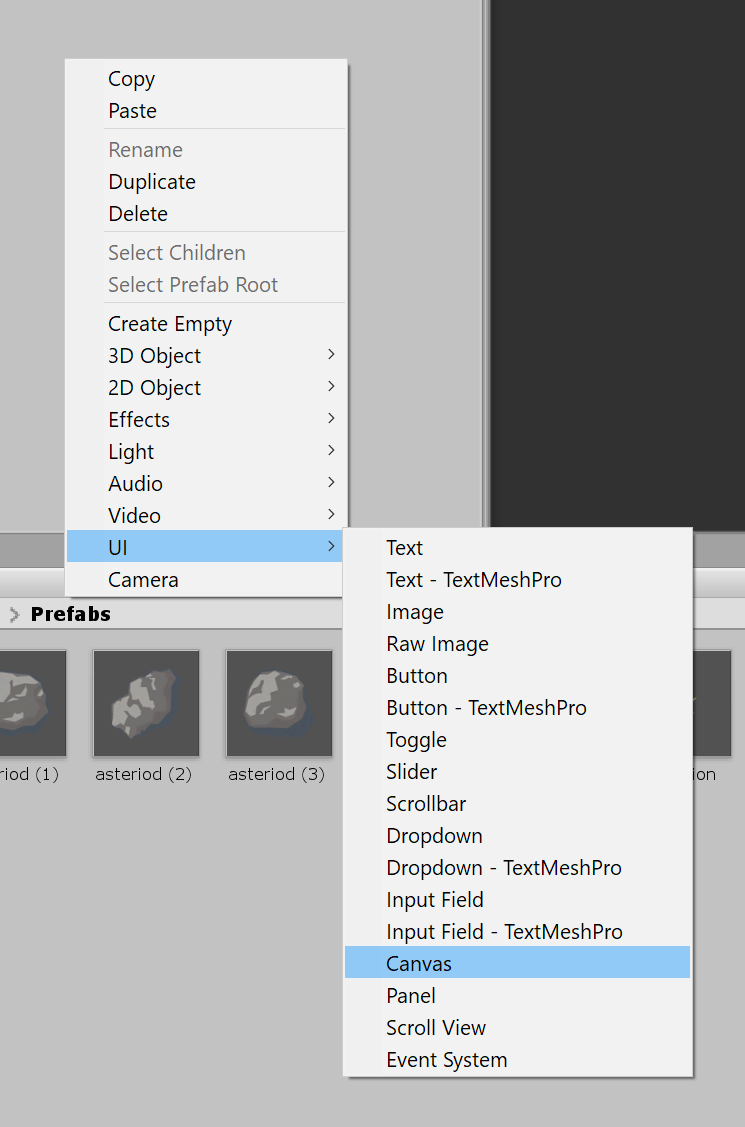 Copy
Paste
Rename
Duplicate
Delete
Select Children
Select Prefab Root
Create Empty
3D Object
2D Object
Effects
Light
Audio
Video
UI
Camera
Text
Text - TextMeshPro
Image
Raw Image
Button
Button - TextMeshPro
Toggle
Slider
Scrollbar
Dropdown
Dropdown - TextMeshPro
Input Field
Input Field - TextMeshPro
Canvas
Panel
Scroll View
Event System
Prefabs
riod (1)
asteriod (2)
asteriod (3)
ion